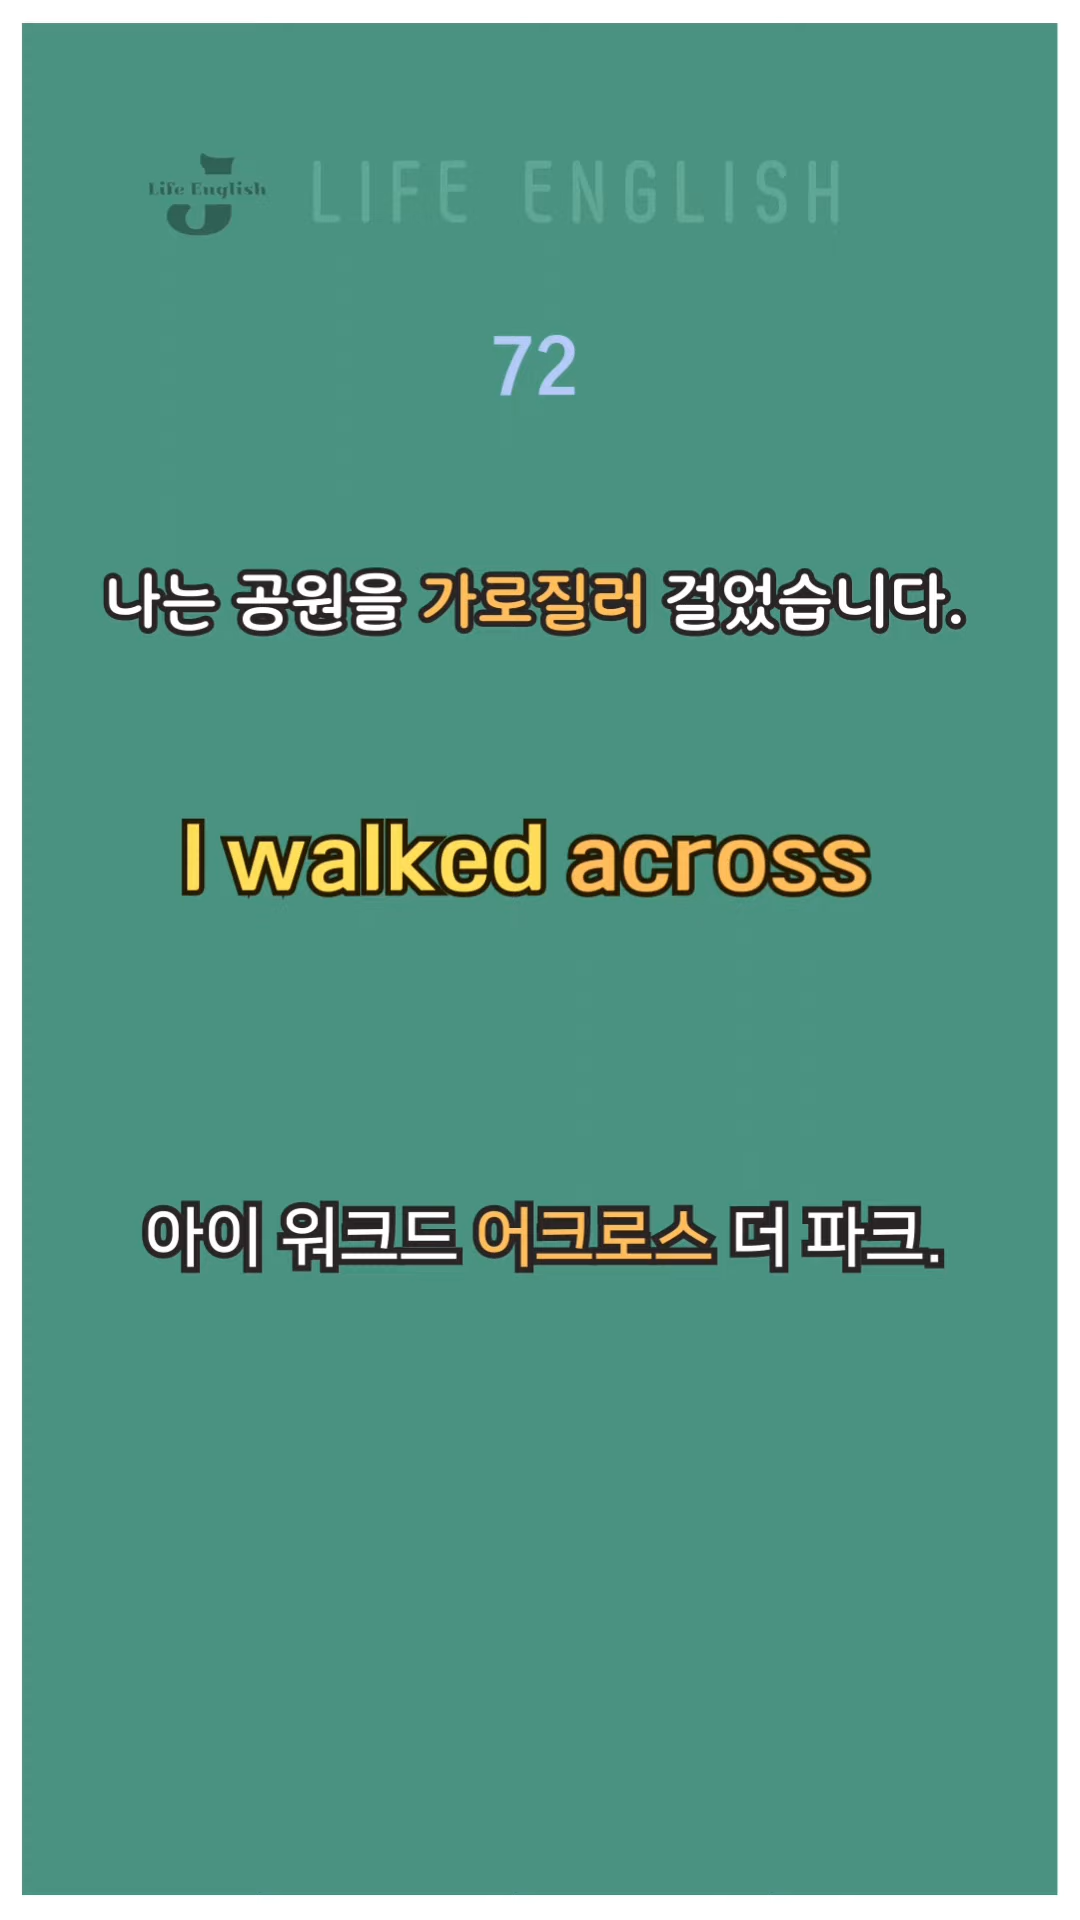 Life English
LIFE ENGLISH
72
나는 공원을 가로질러 걸었습니다.
I walked across
아이 워크드 어크로스 더 파크.